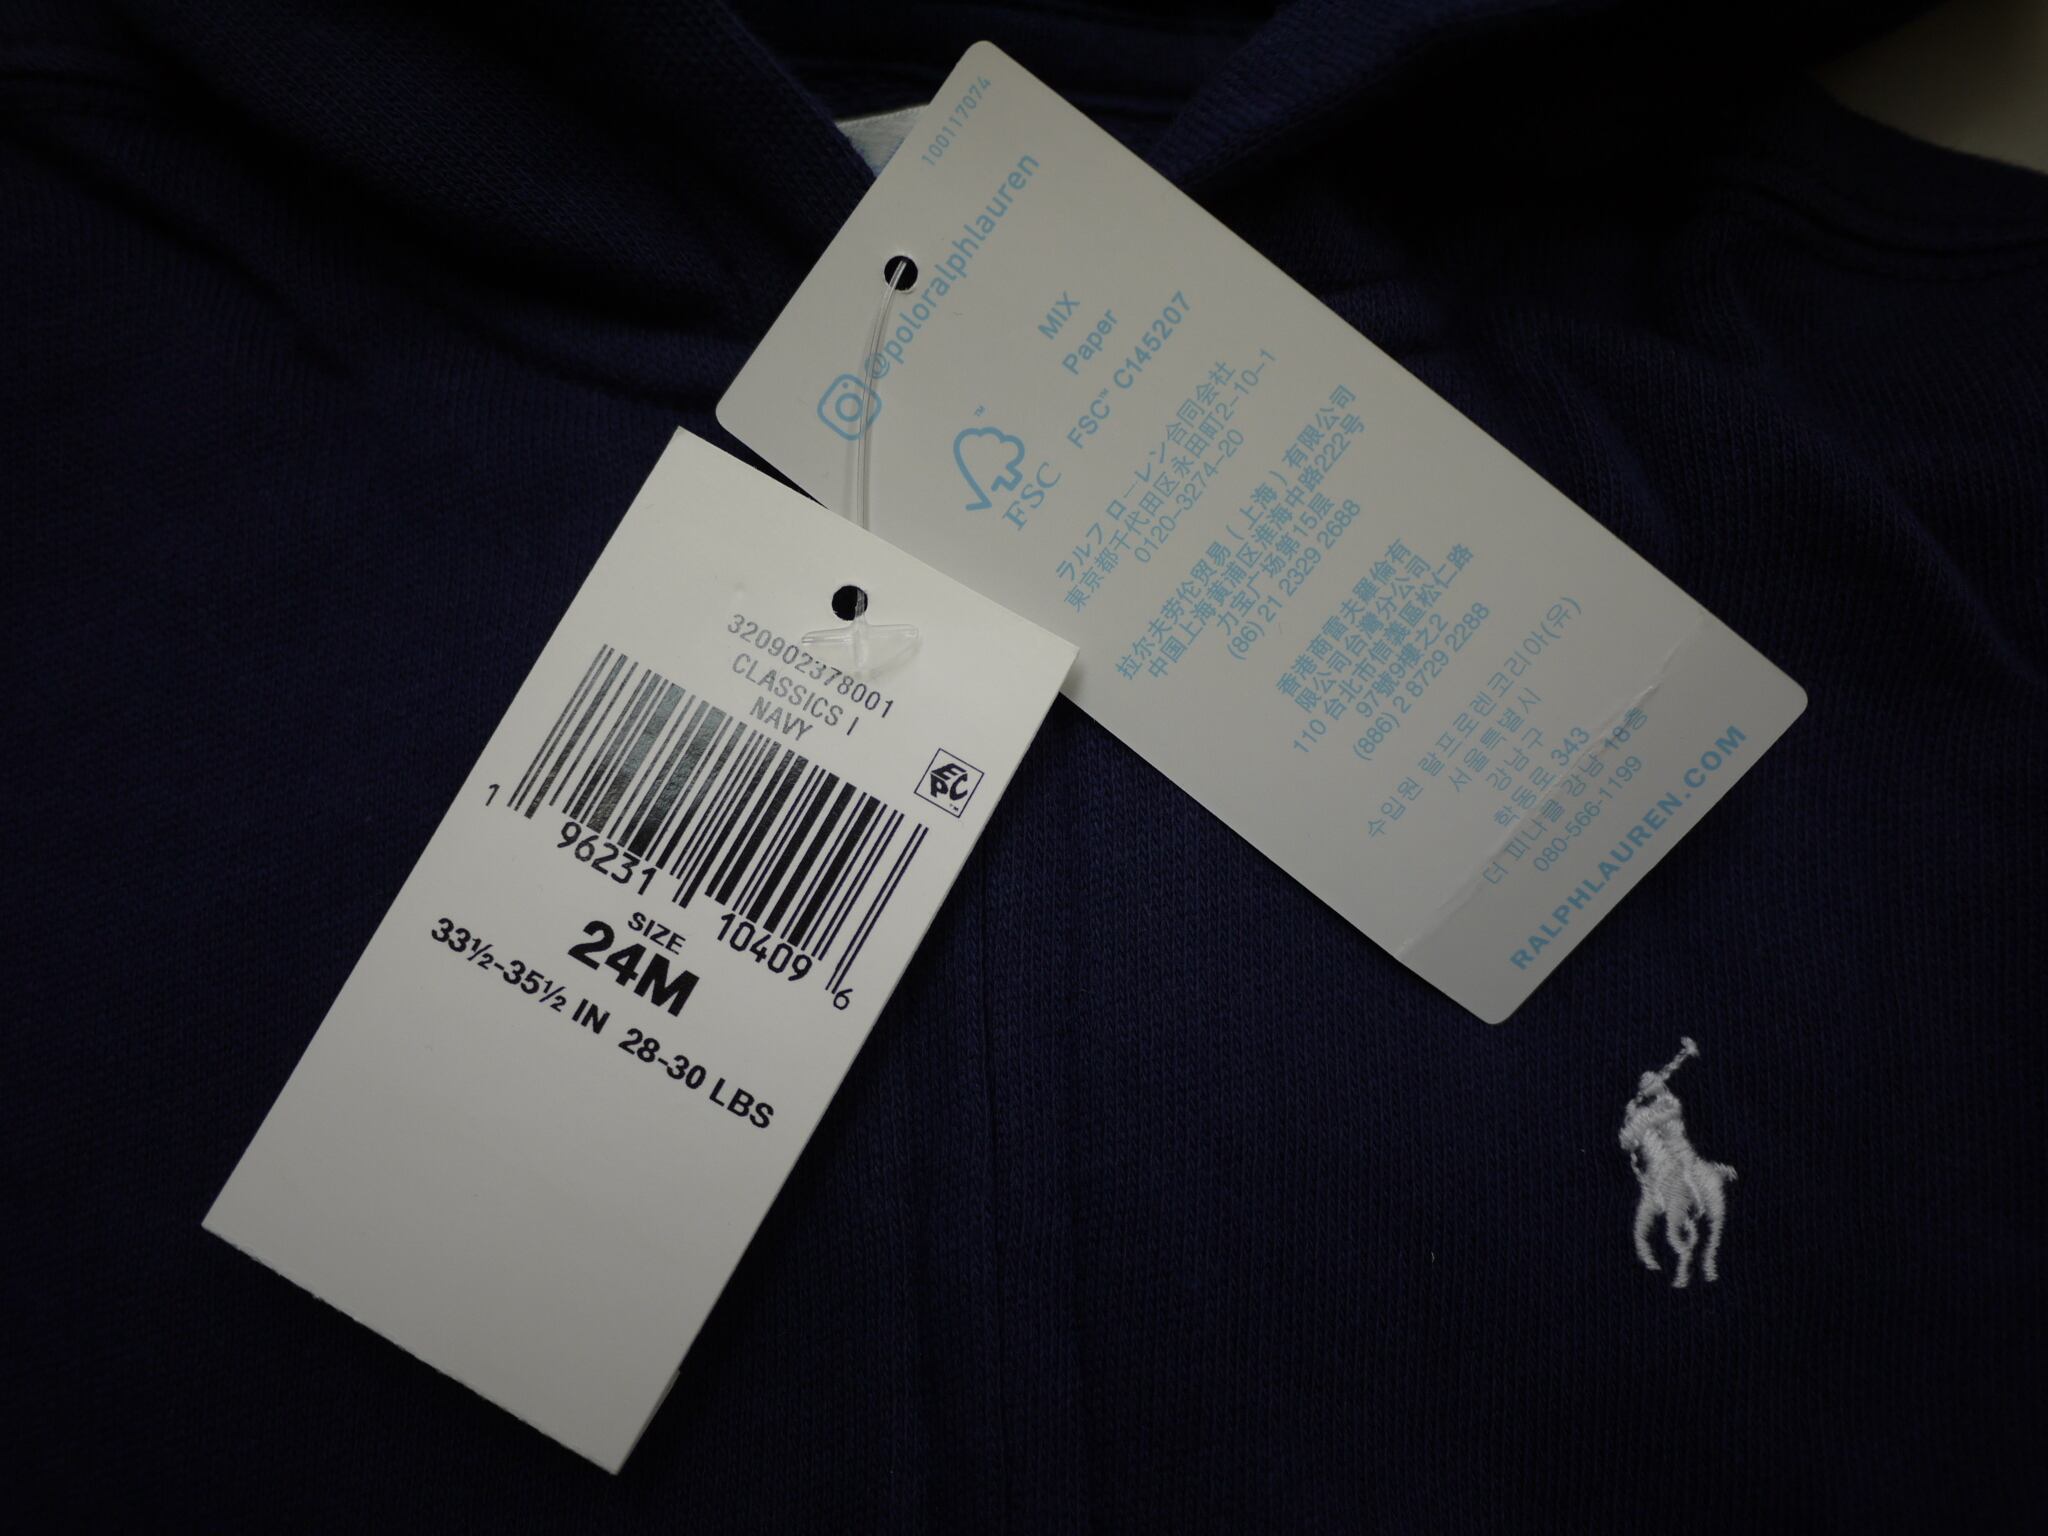 100117074
@poloralphlauren
MIX
Paper
FSC™ C145207
FSC
™
ラルフ ローレン合同会社
東京都千代田区永田町2-10-1
0120-3274-20
拉尔夫劳伦贸易（上海）有限公司
中国上海黄浦区淮海中路222号
力宝广场第15层
(86) 21 2329 2688
香港商雷夫羅倫有
限公司台灣分公司
110 台北市信義區松仁路
97號9樓之2
(886) 2 8729 2288
수입원 랄프로렌코리아(유)
서울특별시
강남구
학동로 343
더 피나클 강남 18층
080-566-1199
RALPHLAUREN.COM
320902378001
CLASSICS I
NAVY
EPC
™
1 96231 10409 6
SIZE
24M
33½-35½ IN 28-30 LBS